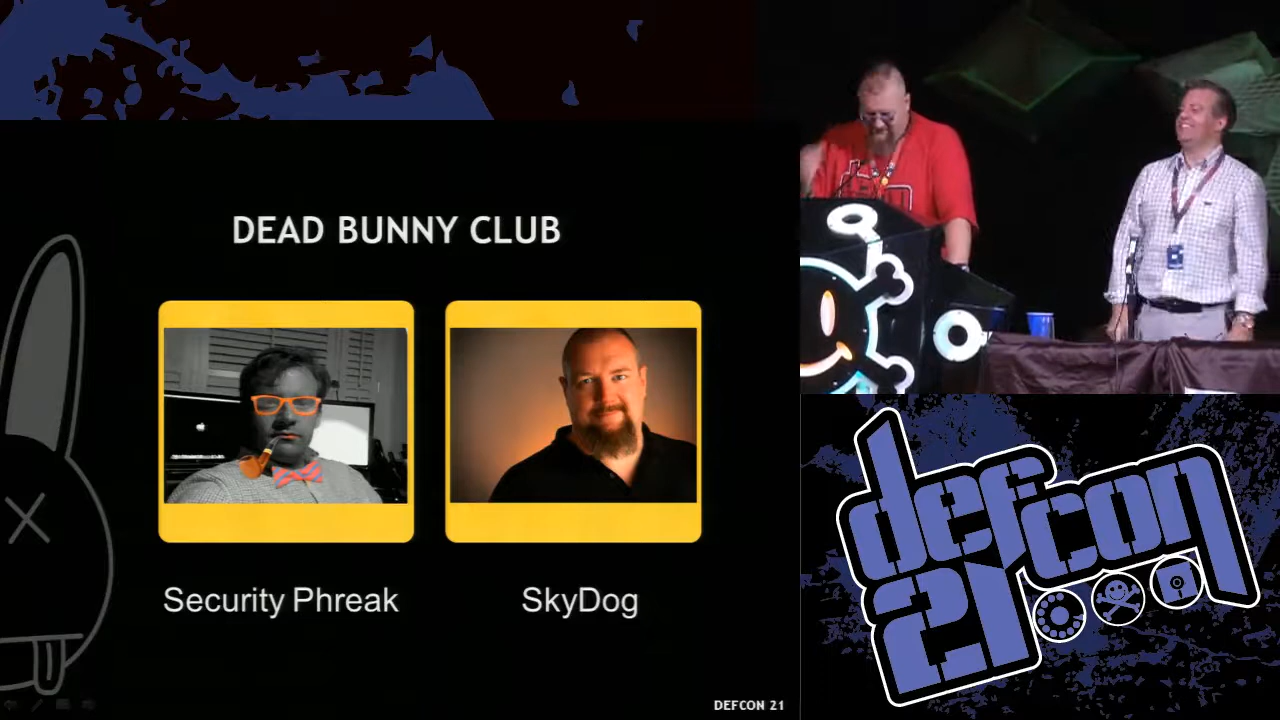 DEAD BUNNY CLUB
Security Phreak
SkyDog
DEFCON 21
defcon
21